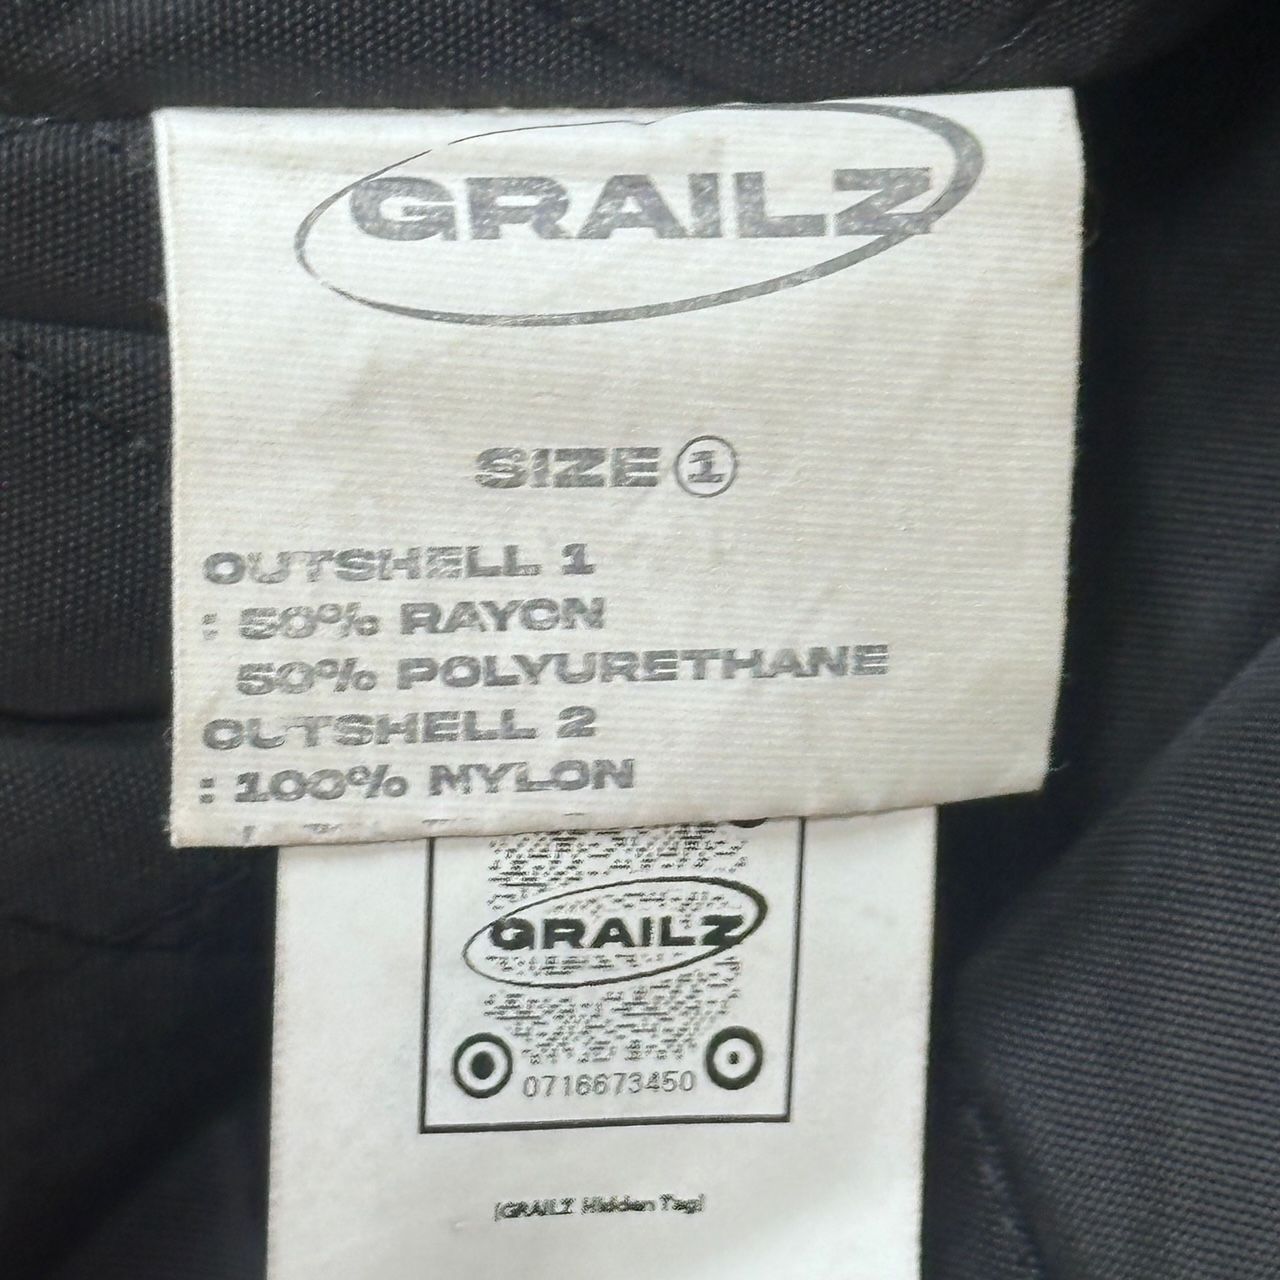 GRAILZ
SIZE ①
OUTSHELL 1
: 50% RAYON
50% POLYURETHANE
OUTSHELL 2
: 100% NYLON
GRAILZ
0716673450
[GRAILZ Hidden Tag]